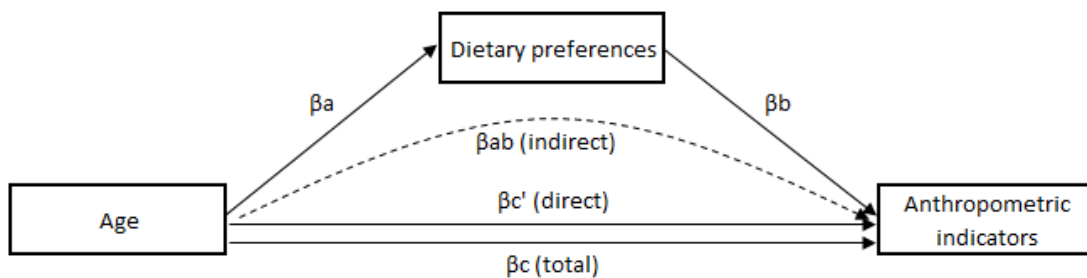 Dietary preferences
βa
βb
βab (indirect)
βc' (direct)
Age
Anthropometric
indicators
βc (total)